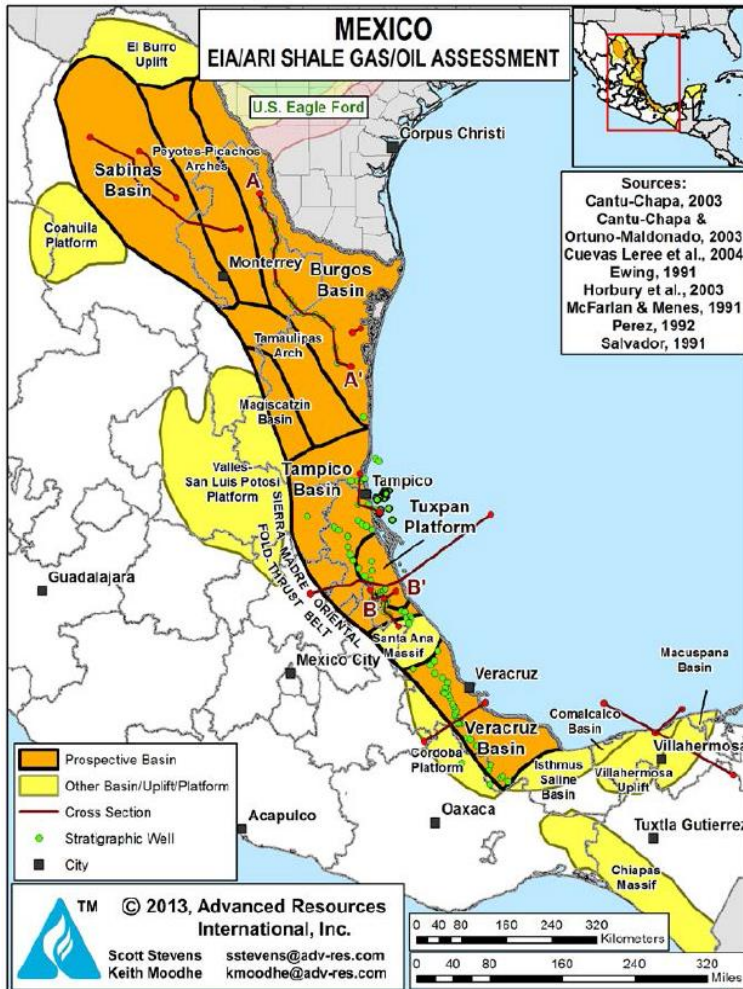 MEXICO
EIA/ARI SHALE GAS/OIL ASSESSMENT
El Burro
Uplift
U.S. Eagle Ford
Corpus Christi
Peyotes-Picachos
Arches
Sabinas
Basin
A
Coahuila
Platform
Monterrey
Burgos
Basin
Sources:
Cantu-Chapa, 2003
Cantu-Chapa &
Ortuno-Maldonado, 2003
Cuevas Leree et al., 2004
Ewing, 1991
Horbury et al., 2003
McFarlan & Menes, 1991
Perez, 1992
Salvador, 1991
Tamaulipas
Arch
A'
Magiscatzin
Basin
Valles-
San Luis Potosi
Platform
Tampico
Basin
Tampico
Tuxpan
Platform
SIERRA MADRE ORIENTAL
FOLD-THRUST BELT
Guadalajara
B
B'
Santa Ana
Massif
Mexico City
Veracruz
Macuspana
Basin
Comalcalco
Basin
Veracruz
Basin
Cordoba
Platform
Isthmus
Saline
Basin
Villahermosa
Villahermosa
Uplift
Oaxaca
Acapulco
Tuxtla Gutierrez
Chiapas
Massif
Prospective Basin
Other Basin/Uplift/Platform
Cross Section
Stratigraphic Well
City
TM
© 2013, Advanced Resources
International, Inc.
Scott Stevens sstevens@adv-res.com
Keith Moodhe kmoodhe@adv-res.com
0 40 80 160 240 320
Kilometers
0 40 80 160 240 320
Miles